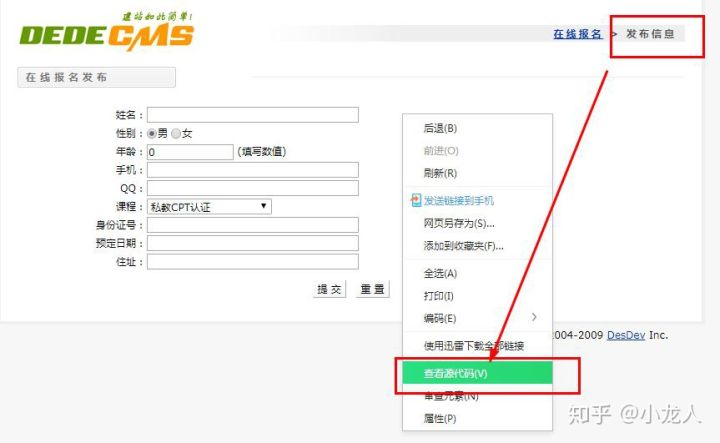 建站如此简单!
DEDECMS
在线报名 > 发布信息
在线报名发布
姓名：
性别： 男 女
年龄： 0 (填写数值)
手机：
QQ：
课程： 私教CPT认证
身份证号：
预定日期：
住址：
提 交 重 置
后退(B)
前进(O)
刷新(R)
发送链接到手机
网页另存为(S)...
添加到收藏夹(F)...
全选(A)
打印(I)
编码(E)
使用迅雷下载全部链接
查看源代码(V)
审查元素(N)
属性(P)
004-2009 DesDev Inc.
知乎 @小龙人